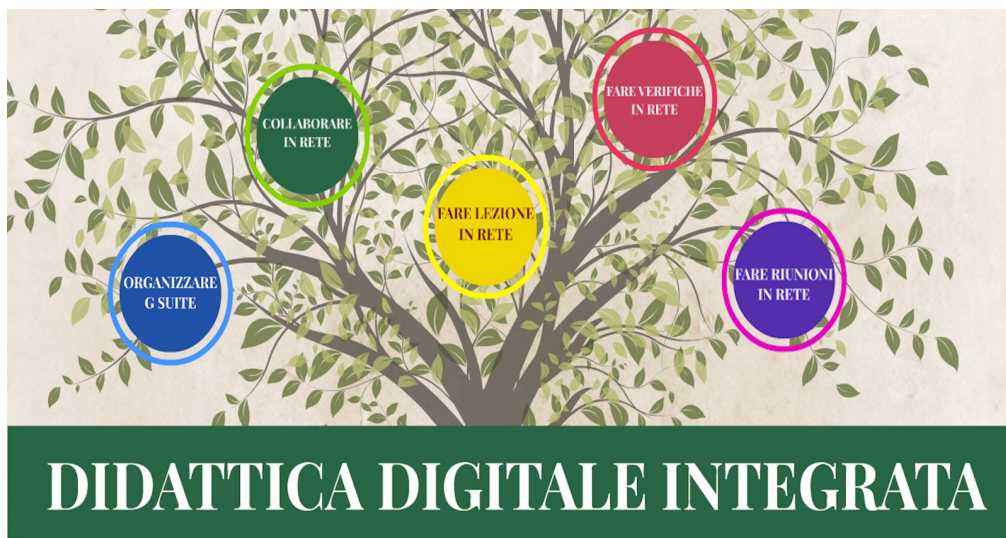 COLLABORARE
IN RETE
FARE VERIFICHE
IN RETE
FARE LEZIONE
IN RETE
ORGANIZZARE
G SUITE
FARE RIUNIONI
IN RETE
DIDATTICA DIGITALE INTEGRATA